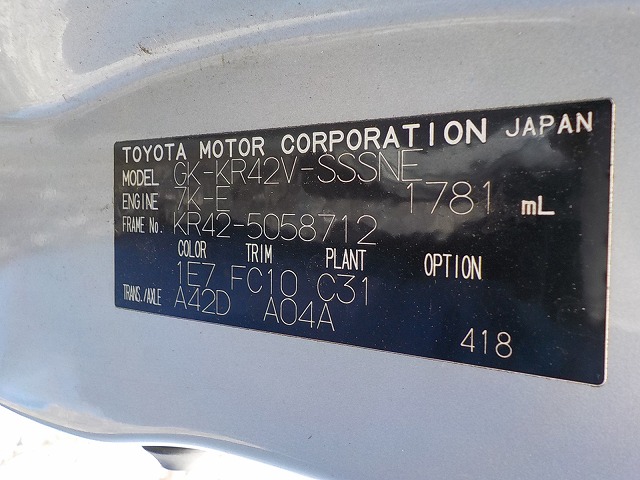 TOYOTA MOTOR CORPORATION JAPAN
MODEL GK-KR42V-SSSNE
ENGINE 7K-E 1781 mL
FRAME No. KR42-5058712
COLOR TRIM PLANT OPTION
1E7 FC10 C31
TRANS./AXLE A42D A04A
418